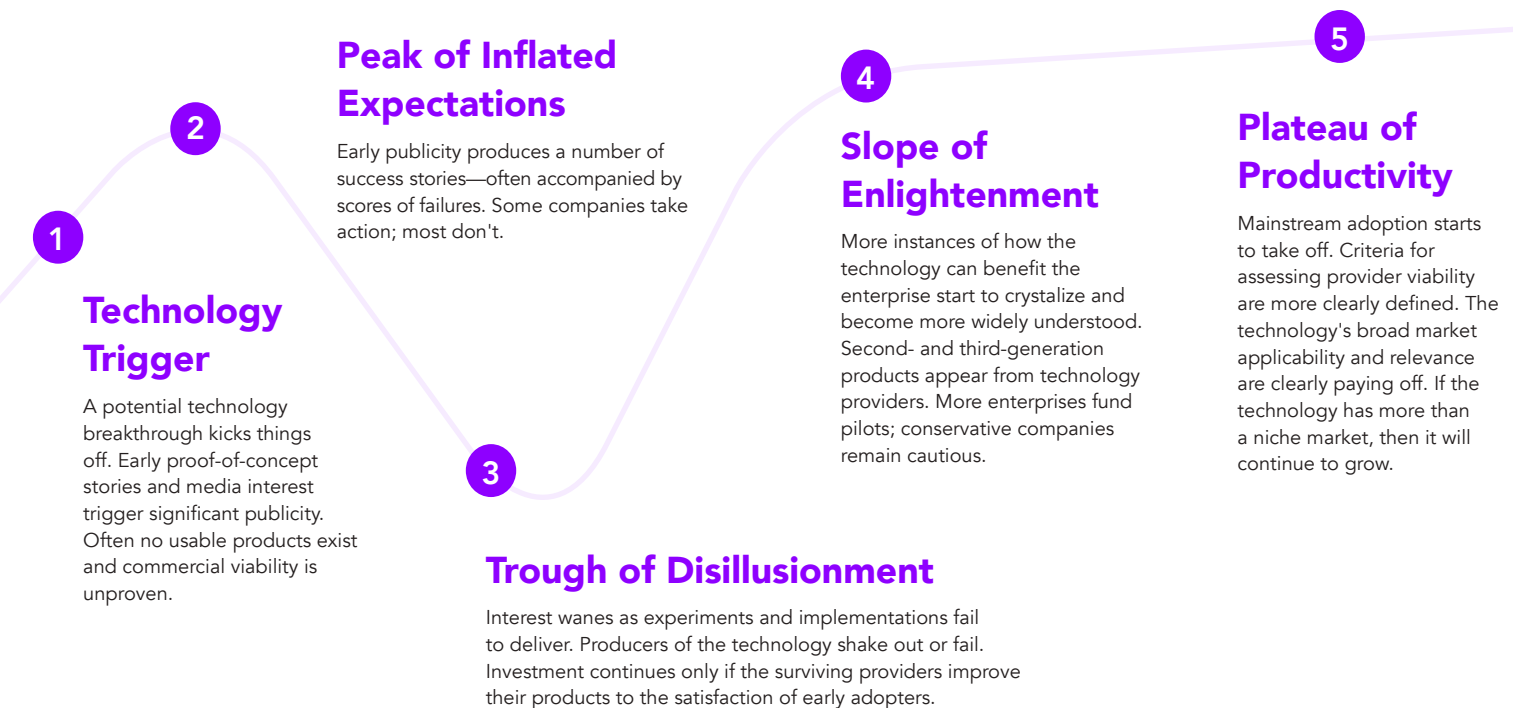 1
Technology
Trigger
A potential technology
breakthrough kicks things
off. Early proof-of-concept
stories and media interest
trigger significant publicity.
Often no usable products exist
and commercial viability is
unproven.
2
Peak of Inflated
Expectations
Early publicity produces a number of
success stories—often accompanied by
scores of failures. Some companies take
action; most don't.
3
Trough of Disillusionment
Interest wanes as experiments and implementations fail
to deliver. Producers of the technology shake out or fail.
Investment continues only if the surviving providers improve
their products to the satisfaction of early adopters.
4
Slope of
Enlightenment
More instances of how the
technology can benefit the
enterprise start to crystalize and
become more widely understood.
Second- and third-generation
products appear from technology
providers. More enterprises fund
pilots; conservative companies
remain cautious.
5
Plateau of
Productivity
Mainstream adoption starts
to take off. Criteria for
assessing provider viability
are more clearly defined. The
technology's broad market
applicability and relevance
are clearly paying off. If the
technology has more than
a niche market, then it will
continue to grow.